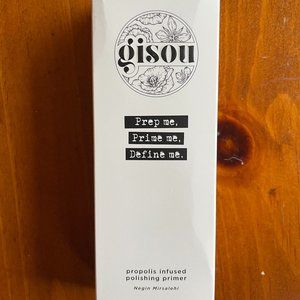 gisou
Prep me.
Prime me.
Define me.
propolis infused
polishing primer
Negin Mirsalehi